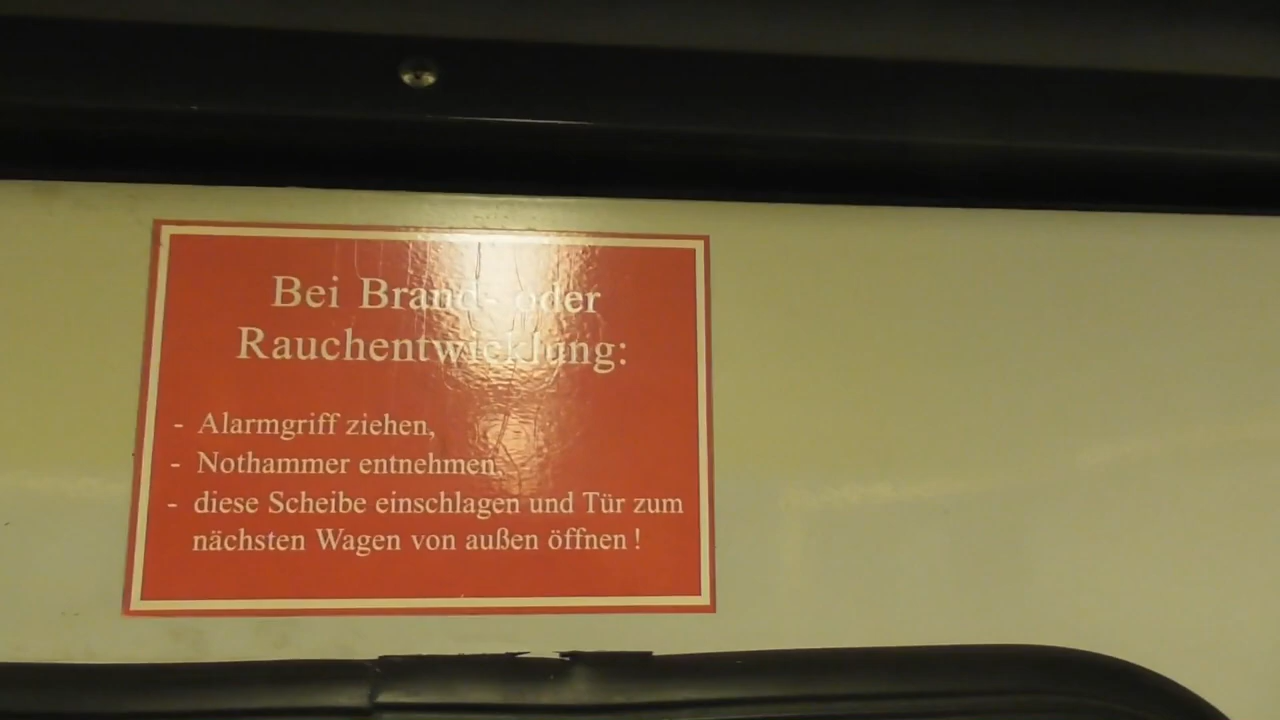 Bei Brand- oder
Rauchentwicklung:
- Alarmgriff ziehen,
- Nothammer entnehmen,
- diese Scheibe einschlagen und Tür zum
nächsten Wagen von außen öffnen !